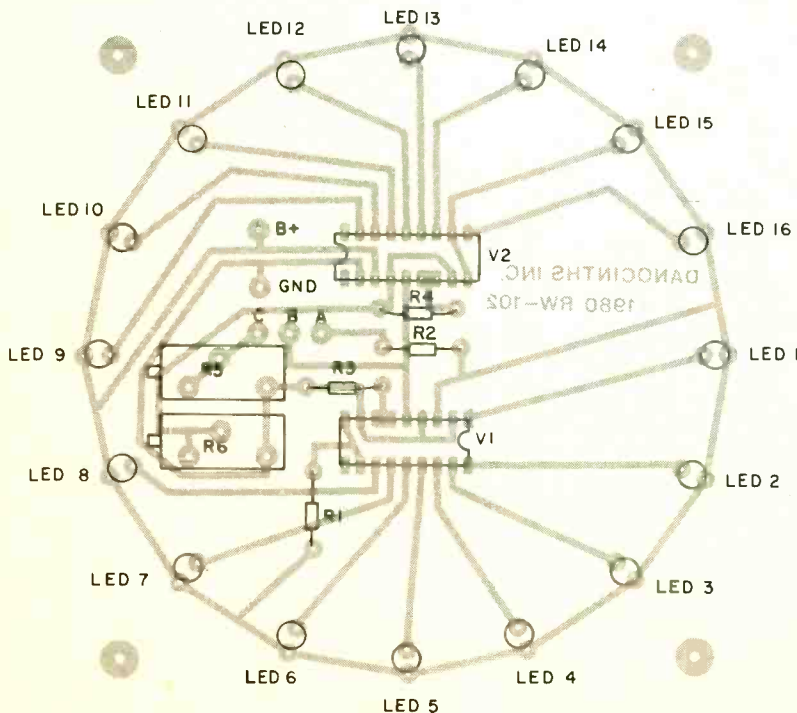 LED 13
LED 12
LED 14
LED 11
LED 15
LED 10
B+
LED 16
V2
GND
DANOCINTHS INC.
1980 RW-102
R4
C B A
R2
LED 9
R5
R3
LED 1
R6
V1
LED 8
LED 2
R1
LED 7
LED 3
LED 6
LED 4
LED 5